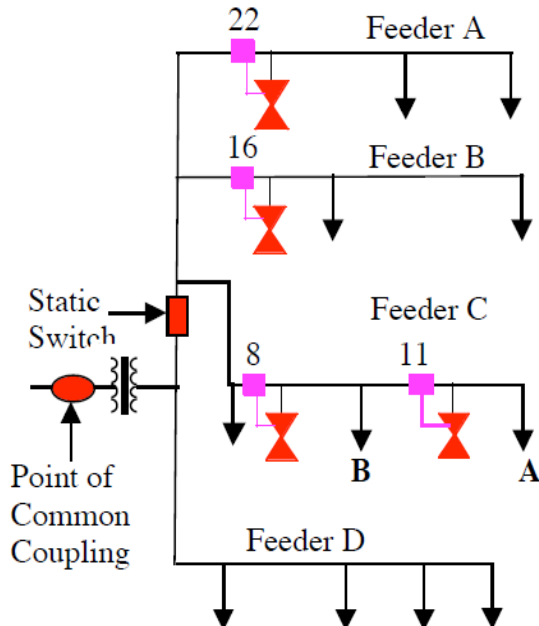 22
Feeder A
16
Feeder B
Static
Switch
Feeder C
8
11
B
A
Point of
Common
Coupling
Feeder D